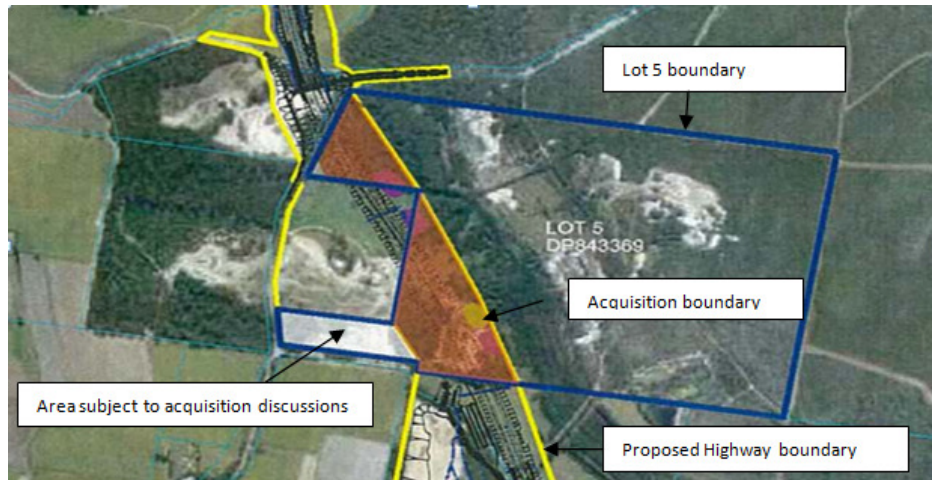 Lot 5 boundary
LOT 5
DP843369
Acquisition boundary
Area subject to acquisition discussions
Proposed Highway boundary